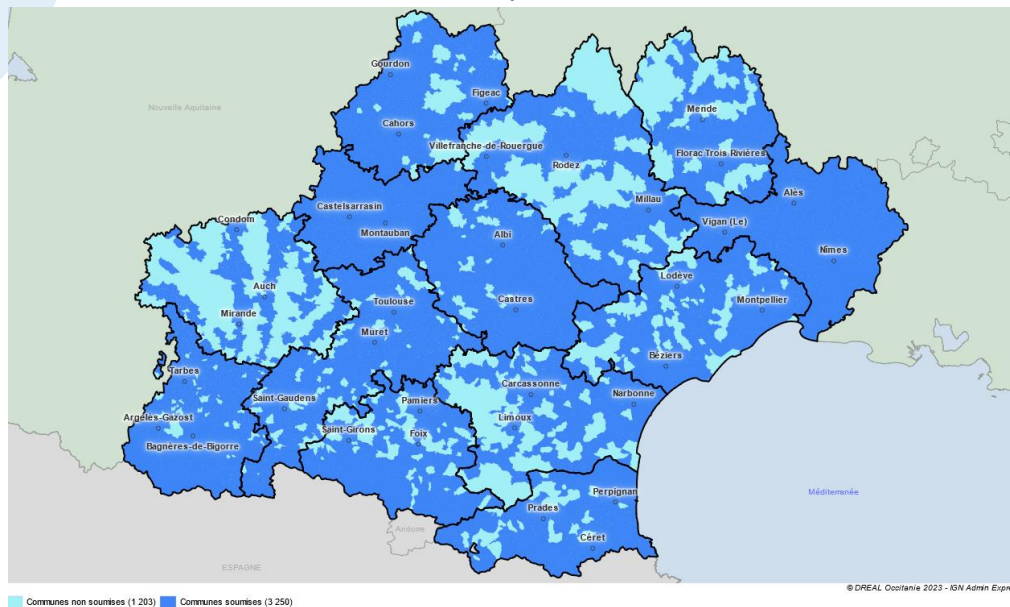 Gourdon
Nouvelle Aquitaine
Figeac
Mende
Cahors
Villefranche-de-Rouergue
Florac Trois Rivières
Rodez
Alès
Castelsarrasin
Millau
Condom
Vigan (Le)
Montauban
Albi
Nîmes
Lodève
Auch
Toulouse
Castres
Montpellier
Mirande
Muret
Béziers
Tarbes
Carcassonne
Narbonne
Saint-Gaudens
Pamiers
Argelès-Gazost
Limoux
Saint-Girons
Foix
Bagnères-de-Bigorre
Perpignan
Méditerranée
Prades
Andorre
Céret
ESPAGNE
© DREAL Occitanie 2023 - IGN Admin Expre
Communes non soumises (1 203) Communes soumises (3 250)